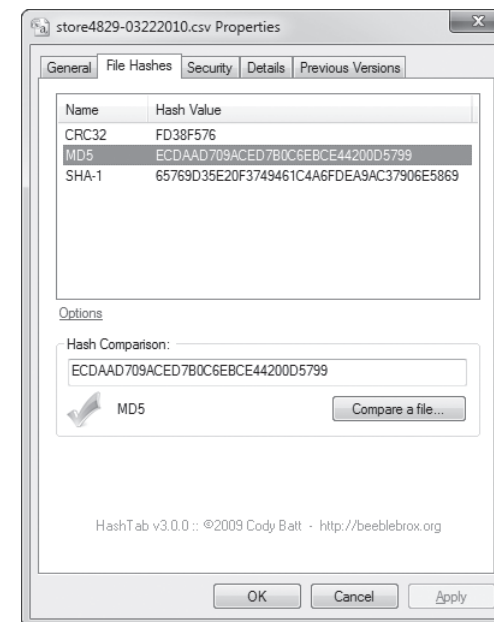 store4829-03222010.csv Properties
General File Hashes Security Details Previous Versions
Name Hash Value
CRC32 FD38F576
MD5 ECDAAD709ACED7B0C6EBCE44200D5799
SHA-1 65769D35E20F3749461C4A6FDEA9AC37906E5869
Options
Hash Comparison:
ECDAAD709ACED7B0C6EBCE44200D5799
MD5 Compare a file...
HashTab v3.0.0 :: ©2009 Cody Batt - http://beeblebrox.org
OK Cancel Apply